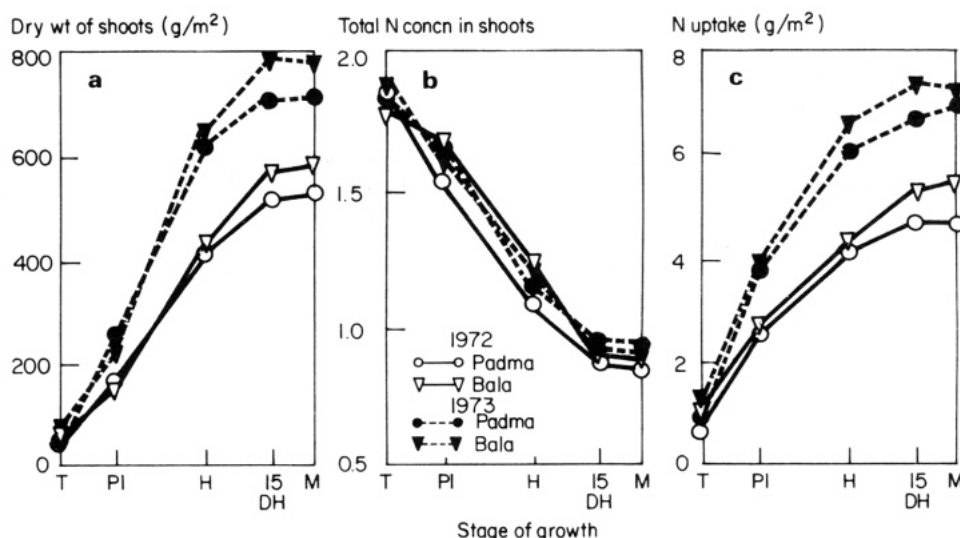 Dry wt of shoots (g/m²)
800
600
400
200
0
a
T PI H 15 M
DH
Total N concn in shoots
2.0
1.5
1.0
0.5
b
1972
Padma
Bala
1973
Padma
Bala
T PI H 15 M
DH
N uptake (g/m²)
8
6
4
2
0
c
T PI H 15 M
DH
Stage of growth